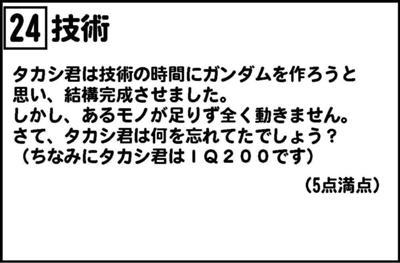 24 技術
タカシ君は技術の時間にガンダムを作ろうと
思い、結構完成させました。
しかし、あるモノが足りず全く動きません。
さて、タカシ君は何を忘れてたでしょう？
（ちなみにタカシ君はＩＱ２００です）
（5点満点）